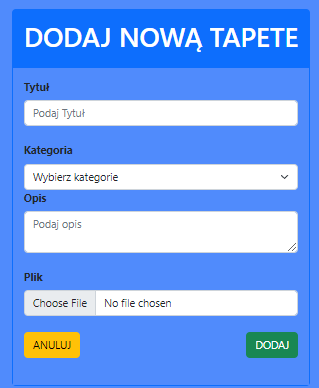 DODAJ NOWĄ TAPETE
Tytuł
Podaj Tytuł
Kategoria
Wybierz kategorie
Opis
Podaj opis
Plik
Choose File No file chosen
ANULUJ DODAJ